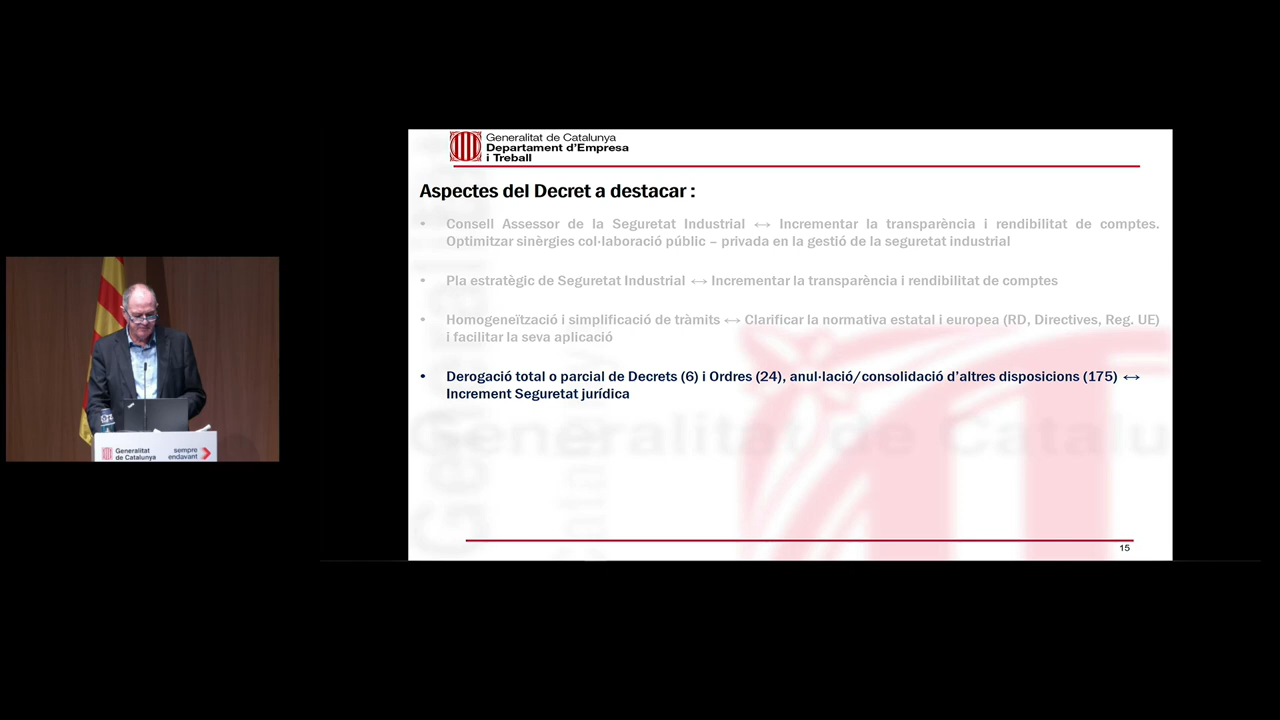 Generalitat de Catalunya
Departament d'Empresa
i Treball
Aspectes del Decret a destacar :
• Consell Assessor de la Seguretat Industrial ↔ Incrementar la transparència i rendibilitat de comptes.
Optimitzar sinèrgies col·laboració públic – privada en la gestió de la seguretat industrial
• Pla estratègic de Seguretat Industrial ↔ Incrementar la transparència i rendibilitat de comptes
• Homogeneïtzació i simplificació de tràmits ↔ Clarificar la normativa estatal i europea (RD, Directives, Reg. UE)
i facilitar la seva aplicació
• Derogació total o parcial de Decrets (6) i Ordres (24), anul·lació/consolidació d'altres disposicions (175) ↔
Increment Seguretat jurídica
15
Generalitat
de Catalunya
sempre
endavant